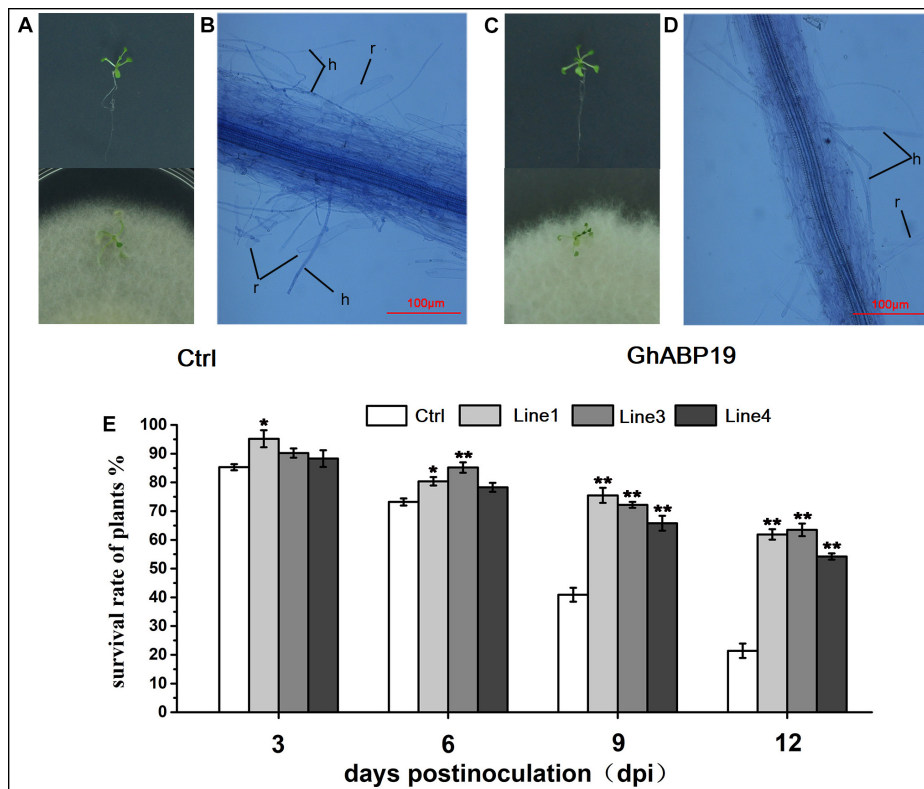 A B C D
h r
h
r
r
h
100μm 100μm
Ctrl GhABP19
E
Ctrl Line1 Line3 Line4
survival rate of plants %
100
90
80
70
60
50
40
30
20
10
0
*
* **
** ** **
** ** **
3 6 9 12
days postinoculation（dpi）